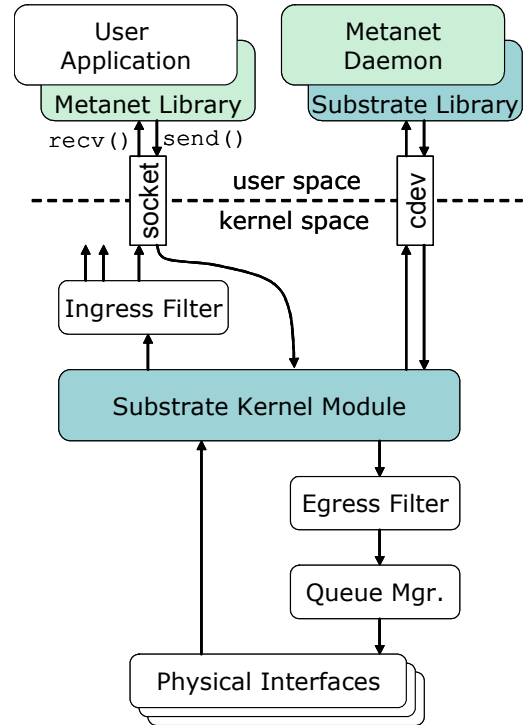 User
Application
Metanet Library
Metanet
Daemon
Substrate Library
recv()
send()
socket
cdev
user space
kernel space
Ingress Filter
Substrate Kernel Module
Egress Filter
Queue Mgr.
Physical Interfaces